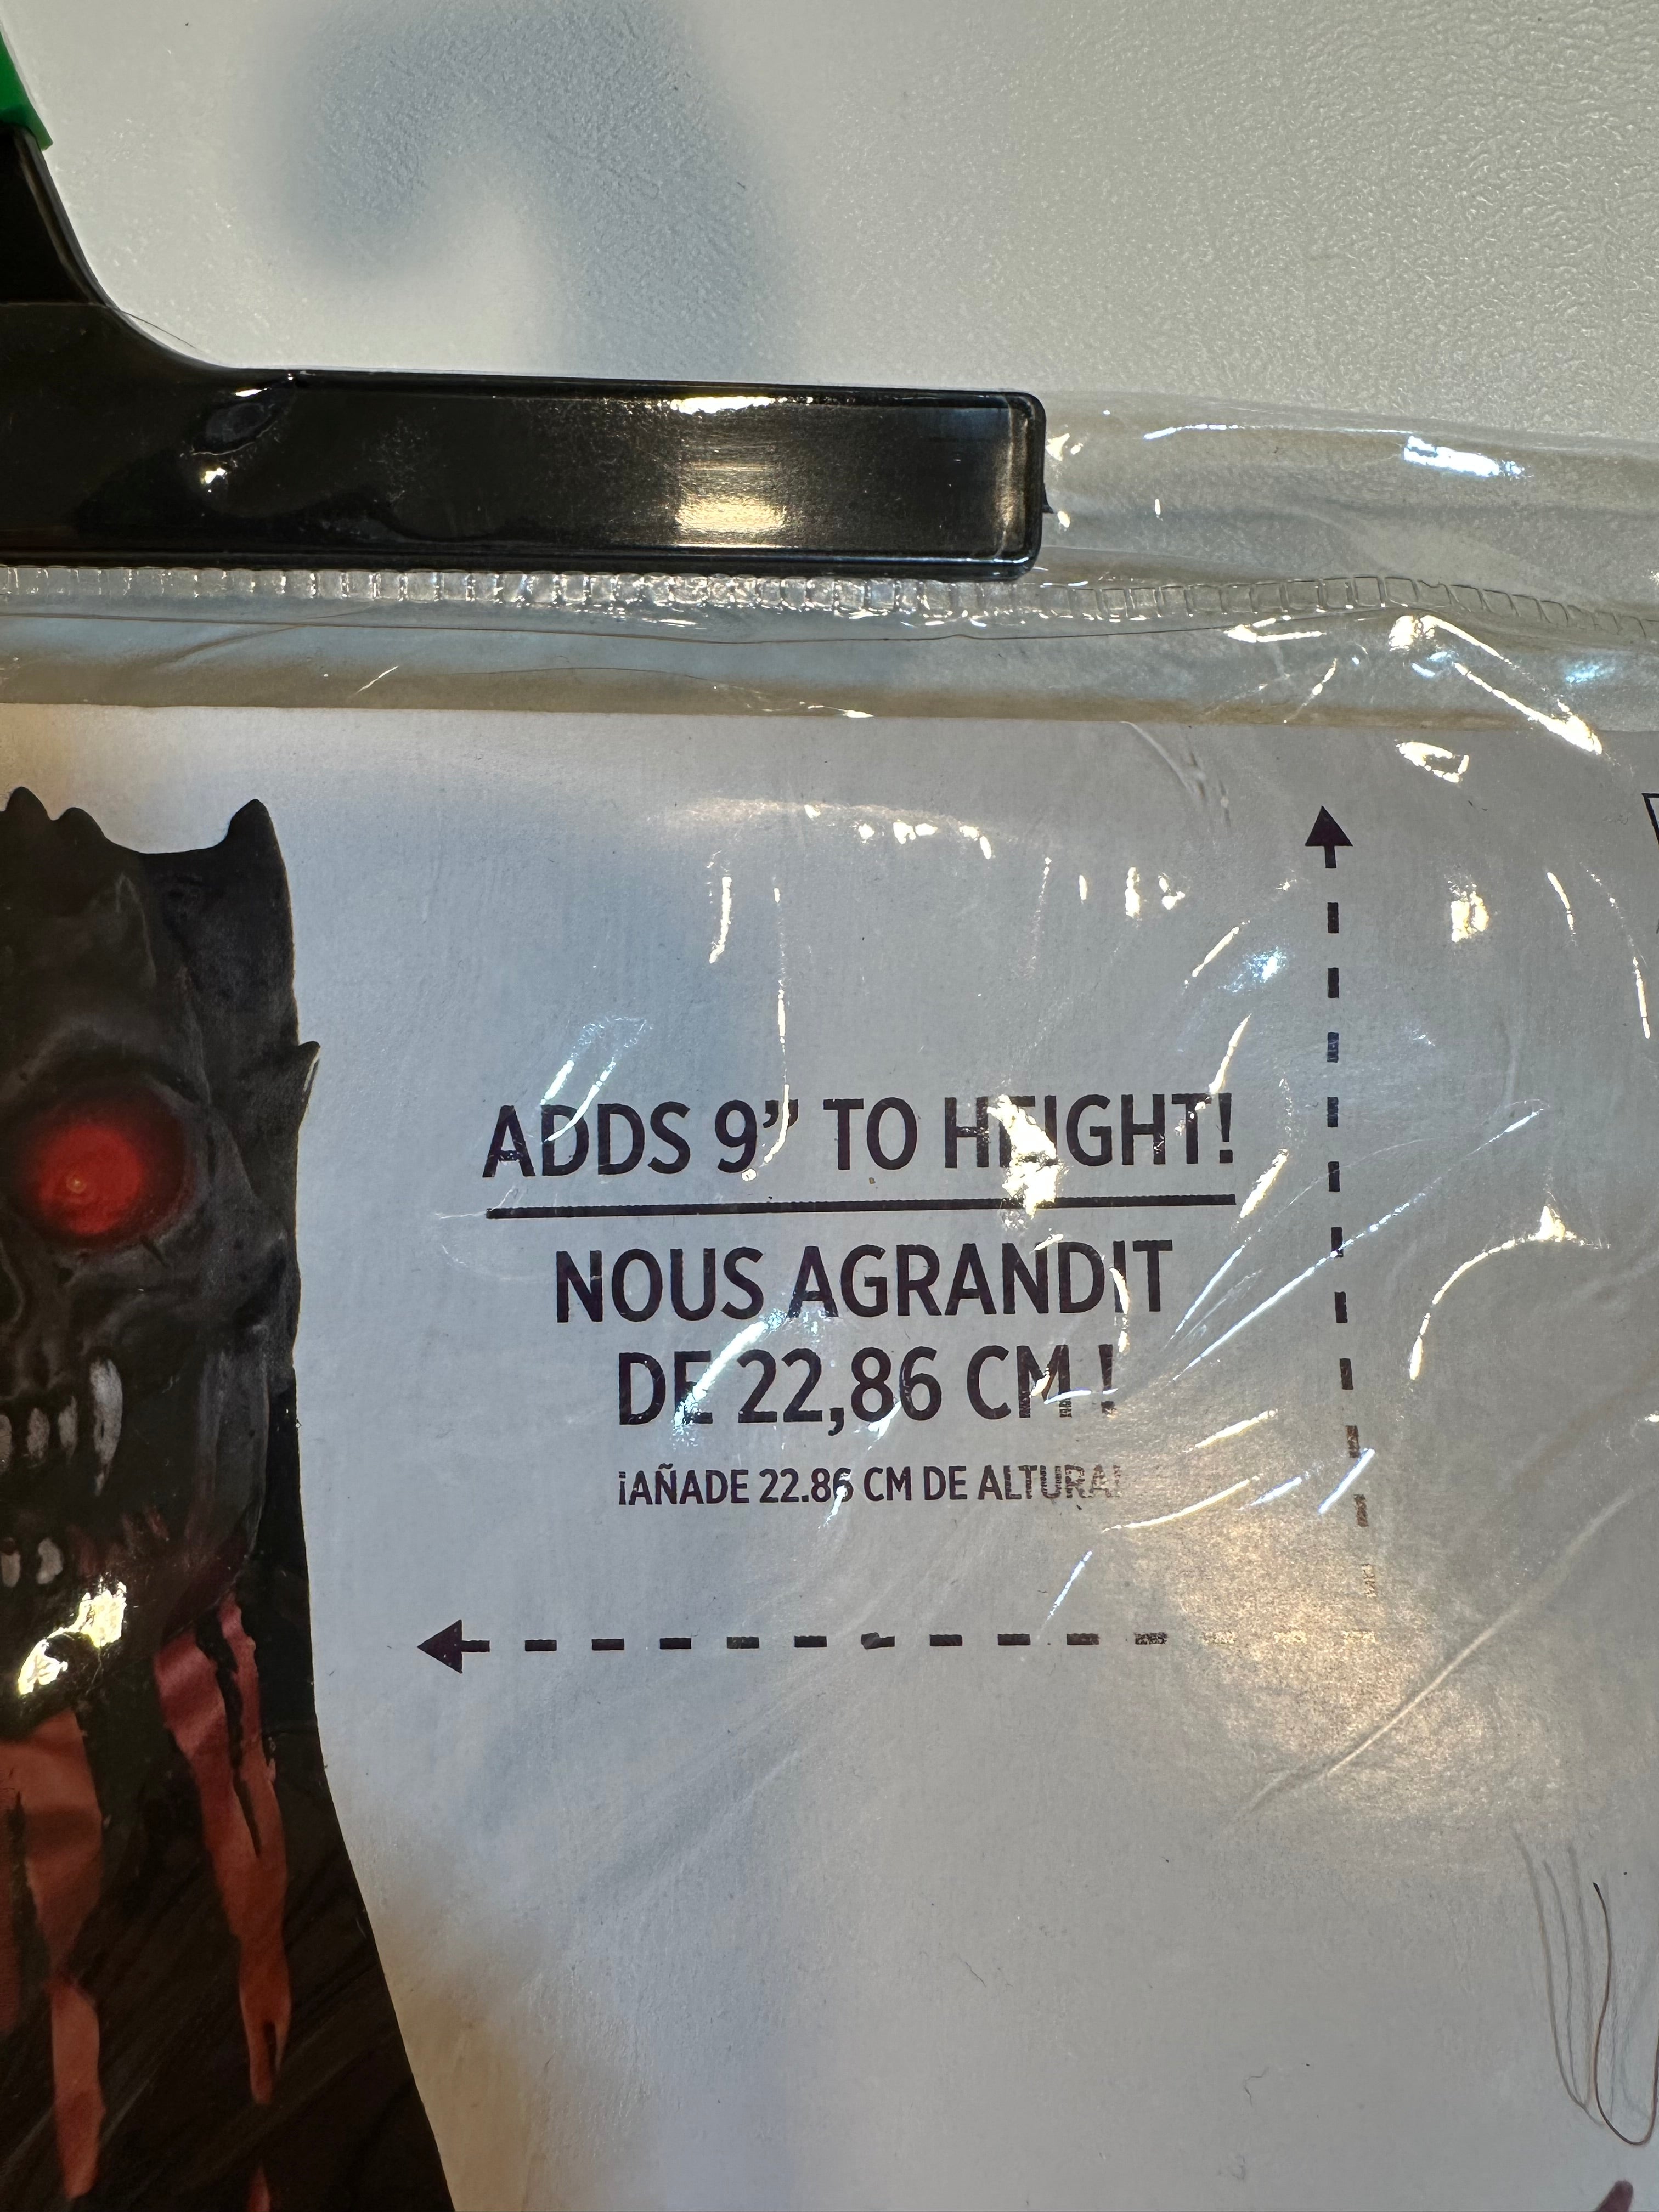 ADDS 9” TO HEIGHT!
NOUS AGRANDIT
DE 22,86 CM !
¡AÑADE 22.86 CM DE ALTURA!